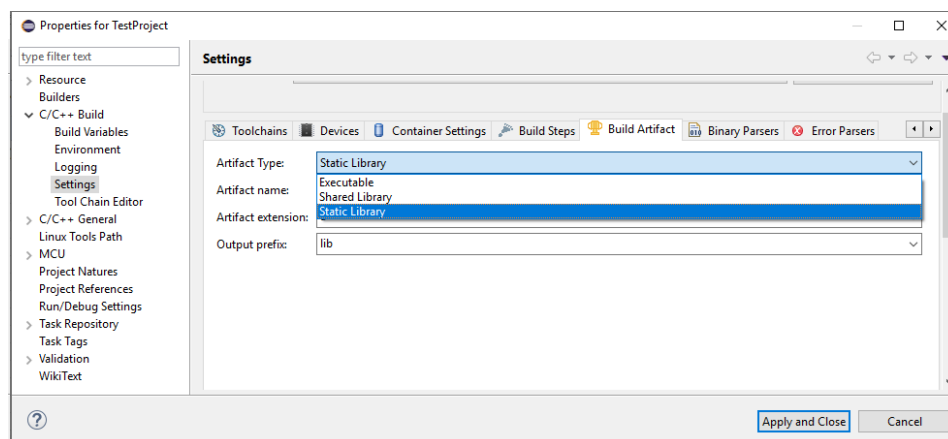 Properties for TestProject
type filter text
Settings
Resource
Builders
C/C++ Build
Build Variables
Environment
Logging
Settings
Tool Chain Editor
C/C++ General
Linux Tools Path
MCU
Project Natures
Project References
Run/Debug Settings
Task Repository
Task Tags
Validation
WikiText
Toolchains Devices Container Settings Build Steps Build Artifact Binary Parsers Error Parsers
Artifact Type: Static Library
Executable
Artifact name: Shared Library
Artifact extension: Static Library
Output prefix: lib
Apply and Close Cancel